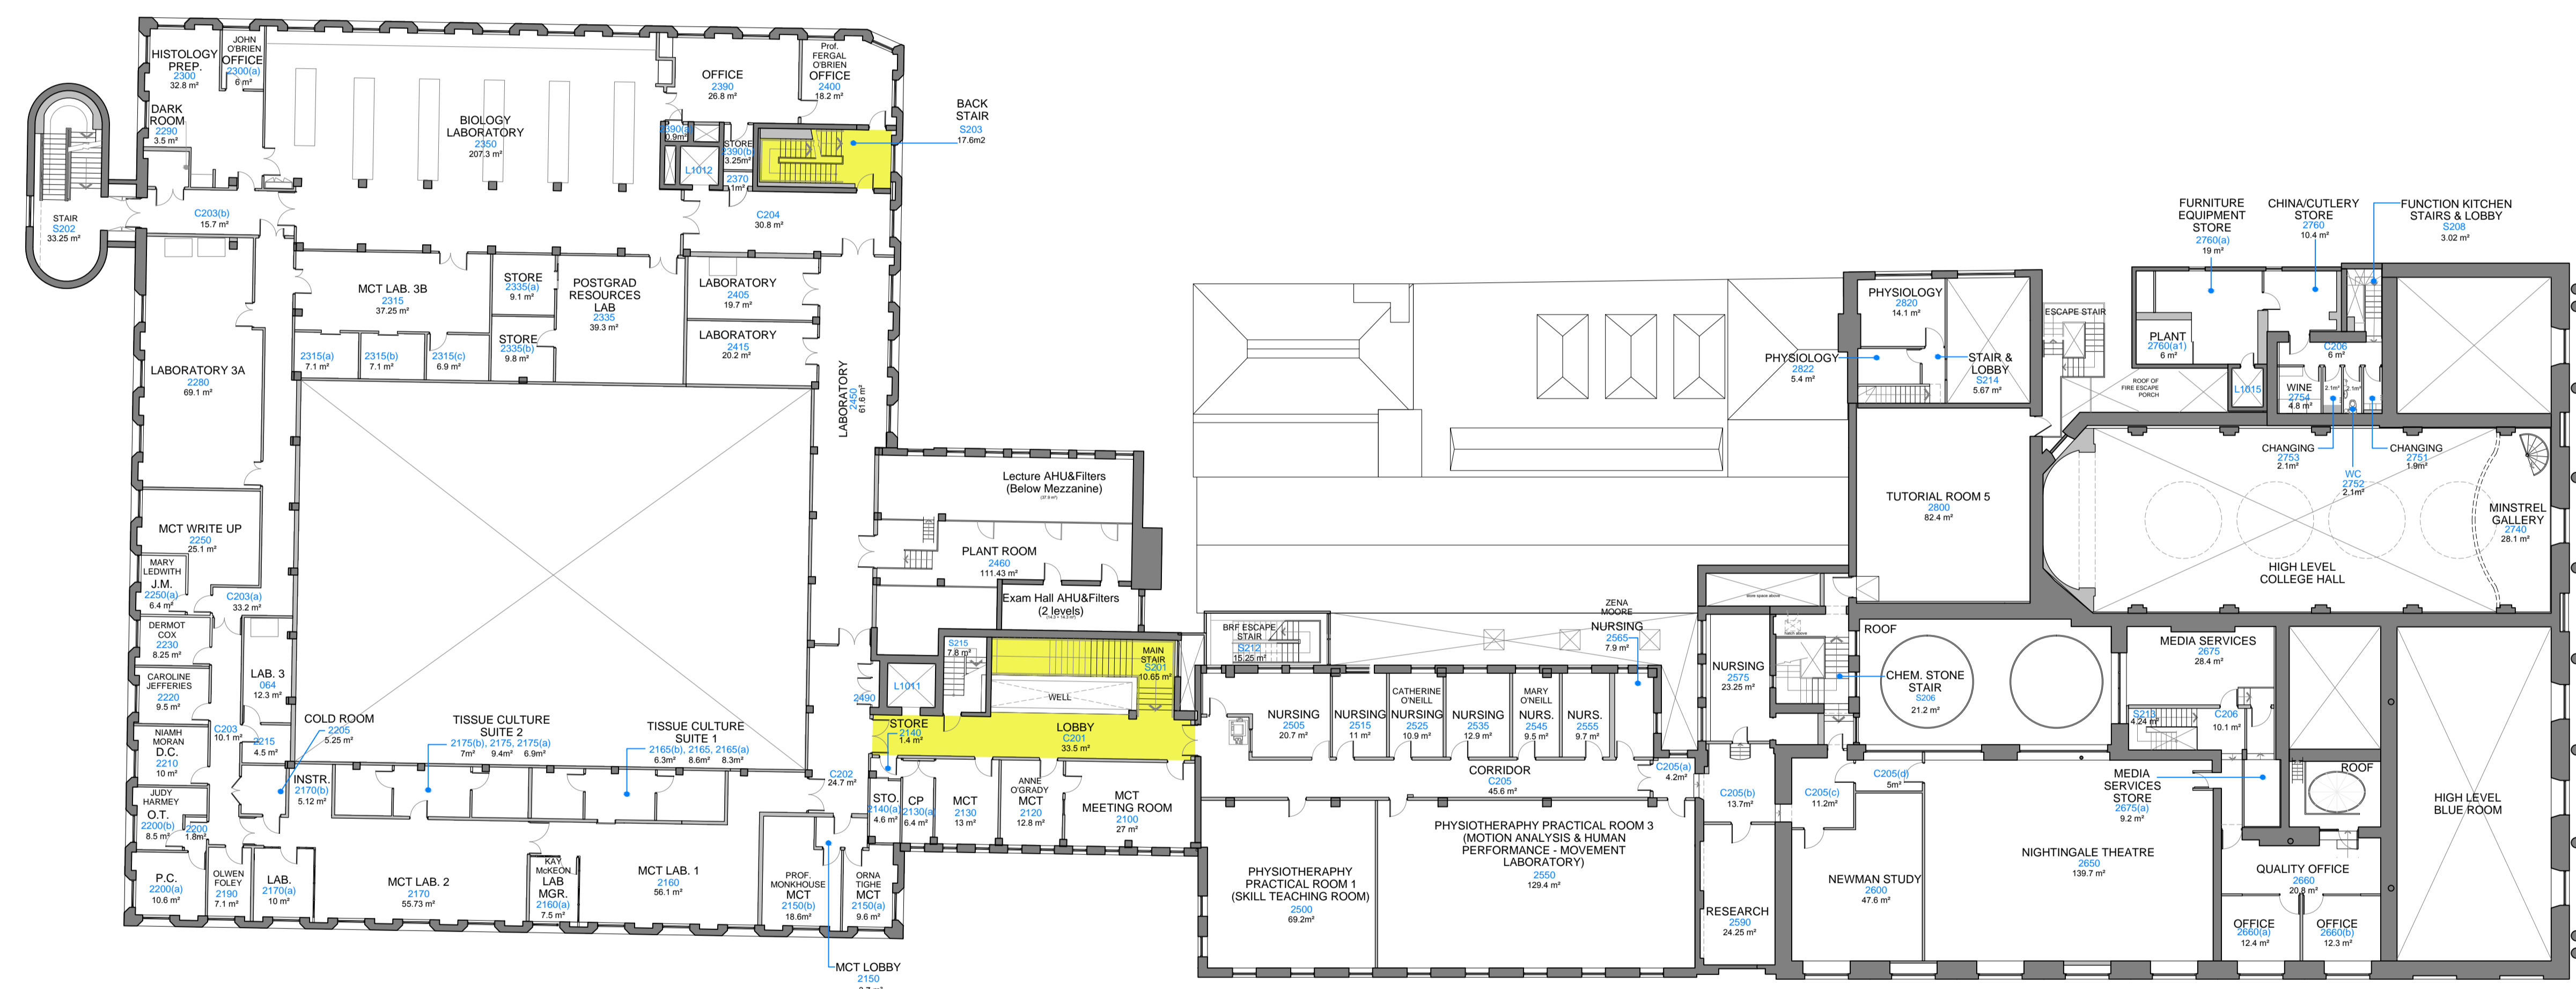 HISTOLOGY
PREP.
2300
32.8 m²
JOHN
O'BRIEN
OFFICE
2300(a)
6 m²
DARK
ROOM
2290
3.5 m²
BIOLOGY
LABORATORY
2350
207.3 m²
OFFICE
2390
26.8 m²
Prof.
FERGAL
O'BRIEN
OFFICE
2400
18.2 m²
2390(a)
0.9m²
STORE
2390(b)
3.25m²
L1012
2370
1m²
BACK
STAIR
S203
17.6m2
STAIR
S202
33.25 m²
C203(b)
15.7 m²
C204
30.8 m²
LABORATORY 3A
2280
69.1 m²
MCT LAB. 3B
2315
37.25 m²
2315(a)
7.1 m²
2315(b)
7.1 m²
2315(c)
6.9 m²
STORE
2335(a)
9.1 m²
STORE
2335(b)
9.8 m²
POSTGRAD
RESOURCES
LAB
2335
39.3 m²
LABORATORY
2405
19.7 m²
LABORATORY
2415
20.2 m²
LABORATORY
2450
61.6 m²
MCT WRITE UP
2250
25.1 m²
MARY
LEDWITH
J.M.
2250(a)
6.4 m²
C203(a)
33.2 m²
DERMOT
COX
2230
8.25 m²
CAROLINE
JEFFERIES
2220
9.5 m²
LAB. 3
064
12.3 m²
NIAMH
MORAN
D.C.
2210
10 m²
C203
10.1 m²
2215
4.5 m²
COLD ROOM
2205
5.25 m²
INSTR.
2170(b)
5.12 m²
JUDY
HARMEY
O.T.
2200(b)
8.5 m²
2200
1.8m²
P.C.
2200(a)
10.6 m²
OLWEN
FOLEY
2190
7.1 m²
LAB.
2170(a)
10 m²
TISSUE CULTURE
SUITE 2
2175(b), 2175, 2175(a)
7m² 9.4m² 6.9m²
TISSUE CULTURE
SUITE 1
2165(b), 2165, 2165(a)
6.3m² 8.6m² 8.3m²
MCT LAB. 2
2170
55.73 m²
KAY
McKEON
LAB
MGR.
2160(a)
7.5 m²
MCT LAB. 1
2160
56.1 m²
PROF.
MONKHOUSE
MCT
2150(b)
18.6m²
ORNA
TIGHE
MCT
2150(a)
9.6 m²
MCT LOBBY
2150
C202
24.7 m²
Lecture AHU&Filters
(Below Mezzanine)
PLANT ROOM
2460
111.43 m²
Exam Hall AHU&Filters
(2 levels)
2490
L1011
S215
7.8 m²
MAIN
STAIR
S201
10.65 m²
WELL
STORE
2140
1.4 m²
LOBBY
C201
33.5 m²
STO.
2140(a)
4.6 m²
CP
2130(a)
6.4 m²
MCT
2130
13 m²
ANNE
O'GRADY
MCT
2120
12.8 m²
MCT
MEETING ROOM
2100
27 m²
BRF ESCAPE
STAIR
S212
15.25 m²
NURSING
2505
20.7 m²
NURSING
2515
11 m²
CATHERINE
O'NEILL
NURSING
2525
10.9 m²
NURSING
2535
12.9 m²
MARY
O'NEILL
NURS.
2545
9.5 m²
NURS.
2555
9.7 m²
ZENA
MOORE
NURSING
2565
7.9 m²
CORRIDOR
C205
45.6 m²
C205(a)
4.2m²
PHYSIOTHERAPHY
PRACTICAL ROOM 1
(SKILL TEACHING ROOM)
2500
69.2m²
PHYSIOTHERAPHY PRACTICAL ROOM 3
(MOTION ANALYSIS & HUMAN
PERFORMANCE - MOVEMENT
LABORATORY)
2550
129.4 m²
store space above
hatch above
NURSING
2575
23.25 m²
C205(b)
13.7m²
RESEARCH
2590
24.25 m²
PHYSIOLOGY
2820
14.1 m²
PHYSIOLOGY
2822
5.4 m²
STAIR &
LOBBY
S214
5.67 m²
ESCAPE STAIR
ROOF OF
FIRE ESCAPE
PORCH
TUTORIAL ROOM 5
2800
82.4 m²
ROOF
CHEM. STONE
STAIR
S206
21.2 m²
C205(d)
5m²
C205(c)
11.2m²
NEWMAN STUDY
2600
47.6 m²
NIGHTINGALE THEATRE
2650
139.7 m²
MEDIA SERVICES
2675
28.4 m²
S213
4.24 m²
C206
10.1 m²
MEDIA
SERVICES
STORE
2675(a)
9.2 m²
ROOF
QUALITY OFFICE
2660
20.8 m²
OFFICE
2660(a)
12.4 m²
OFFICE
2660(b)
12.3 m²
FURNITURE
EQUIPMENT
STORE
2760(a)
19 m²
CHINA/CUTLERY
STORE
2760
10.4 m²
FUNCTION KITCHEN
STAIRS & LOBBY
S208
3.02 m²
PLANT
2760(a1)
6 m²
L1015
C206
6 m²
WINE
2754
4.8 m²
2.1m²
2.1m²
CHANGING
2753
2.1m²
WC
2752
2.1m²
CHANGING
2751
1.9m²
MINSTREL
GALLERY
2740
28.1 m²
HIGH LEVEL
COLLEGE HALL
HIGH LEVEL
BLUE ROOM